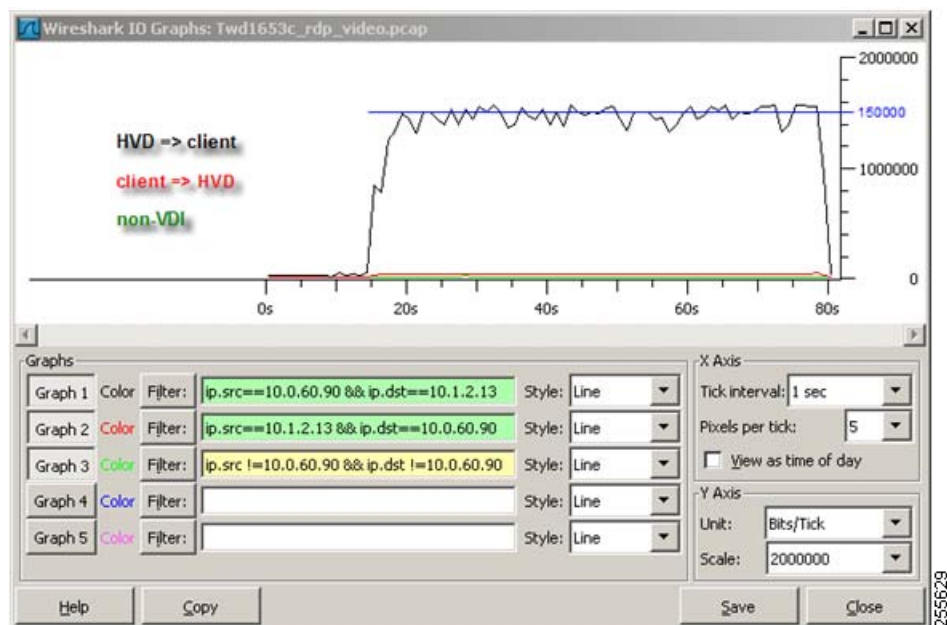 Wireshark IO Graphs: Twd1653c_rdp_video.pcap
2000000
150000
1000000
0
HVD => client
client => HVD
non-VDI
0s 20s 40s 60s 80s
Graphs
Graph 1 Color Filter: ip.src==10.0.60.90 && ip.dst==10.1.2.13 Style: Line
Graph 2 Color Filter: ip.src==10.1.2.13 && ip.dst==10.0.60.90 Style: Line
Graph 3 Color Filter: ip.src !=10.0.60.90 && ip.dst !=10.0.60.90 Style: Line
Graph 4 Color Filter: Style: Line
Graph 5 Color Filter: Style: Line
X Axis
Tick interval: 1 sec
Pixels per tick: 5
View as time of day
Y Axis
Unit: Bits/Tick
Scale: 2000000
Help Copy Save Close
255629